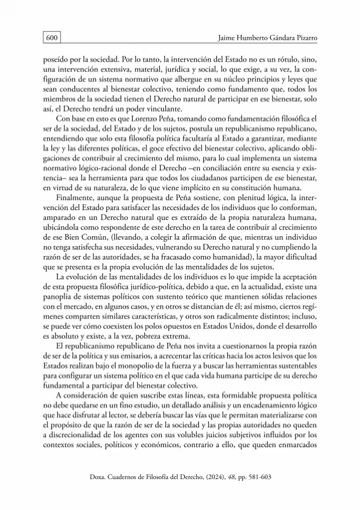 600
Jaime Humberto Gándara Pizarro
poseído por la sociedad. Por lo tanto, la intervención del Estado no es un rótulo, sino,
una intervención extensiva, material, jurídica y social, lo que exige, a su vez, la con-
figuración de un sistema normativo que albergue en su núcleo principios y leyes que
sean conducentes al bienestar colectivo, teniendo como fundamento que, todos los
miembros de la sociedad tienen el Derecho natural de participar en ese bienestar, solo
así, el Derecho tendrá un poder vinculante.
Con base en esto es que Lorenzo Peña, tomando como fundamentación filosófica el
ser de la sociedad, del Estado y de los sujetos, postula un republicanismo republicano,
entendiendo que solo esta filosofía política facultaría al Estado a garantizar, mediante
la ley y las diferentes políticas, el goce efectivo del bienestar colectivo, aplicando obli-
gaciones de contribuir al crecimiento del mismo, para lo cual implementa un sistema
normativo lógico-racional donde el Derecho –en conciliación entre su esencia y exis-
tencia– sea la herramienta para que todos los ciudadanos participen de ese bienestar,
en virtud de su naturaleza, de lo que viene implícito en su constitución humana.
Finalmente, aunque la propuesta de Peña sostiene, con plenitud lógica, la inter-
vención del Estado para satisfacer las necesidades de los individuos que lo conforman,
amparado en un Derecho natural que es extraído de la propia naturaleza humana,
ubicándola como respondiente de este derecho en la tarea de contribuir al crecimiento
de ese Bien Común, (llevando, a colegir la afirmación de que, mientras un individuo
no tenga satisfecha sus necesidades, vulnerando su Derecho natural y no cumpliendo la
razón de ser de las autoridades, se ha fracasado como humanidad), la mayor dificultad
que se presenta es la propia evolución de las mentalidades de los sujetos.
La evolución de las mentalidades de los individuos es lo que impide la aceptación
de esta propuesta filosófica jurídico-política, debido a que, en la actualidad, existe una
panoplia de sistemas políticos con sustento teórico que mantienen sólidas relaciones
con el mercado, en algunos casos, y en otros se distancian de él; así mismo, ciertos regí-
menes comparten similares características, y otros son radicalmente distintos; incluso,
se puede ver cómo coexisten los polos opuestos en Estados Unidos, donde el desarrollo
es absoluto y existe, a la vez, pobreza extrema.
El republicanismo republicano de Peña nos invita a cuestionarnos la propia razón
de ser de la política y sus emisarios, a acrecentar las críticas hacia los actos lesivos que los
Estados realizan bajo el monopolio de la fuerza y a buscar las herramientas sustentables
para configurar un sistema político en el que cada vida humana participe de su derecho
fundamental a participar del bienestar colectivo.
A consideración de quien suscribe estas líneas, esta formidable propuesta política
no debe quedarse en un fino estudio, un detallado análisis y un encadenamiento lógico
que hace disfrutar al lector, se debería buscar las vías que le permitan materializarse con
el propósito de que la razón de ser de la sociedad y las propias autoridades no queden
a discrecionalidad de los agentes con sus volubles juicios subjetivos influidos por los
contextos sociales, políticos y económicos, contrario a ello, que queden enmarcados
Doxa. Cuadernos de Filosofía del Derecho, (2024), 48, pp. 581-603